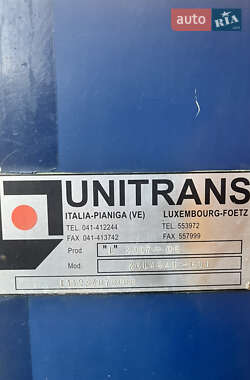 auto RIA.com
UNITRANS
ITALIA-PIANIGA (VE) LUXEMBOURG-FOETZ
TEL. 041-412244 TEL. 553972
FAX 041-413742 FAX 557999
Prod.
Mod.